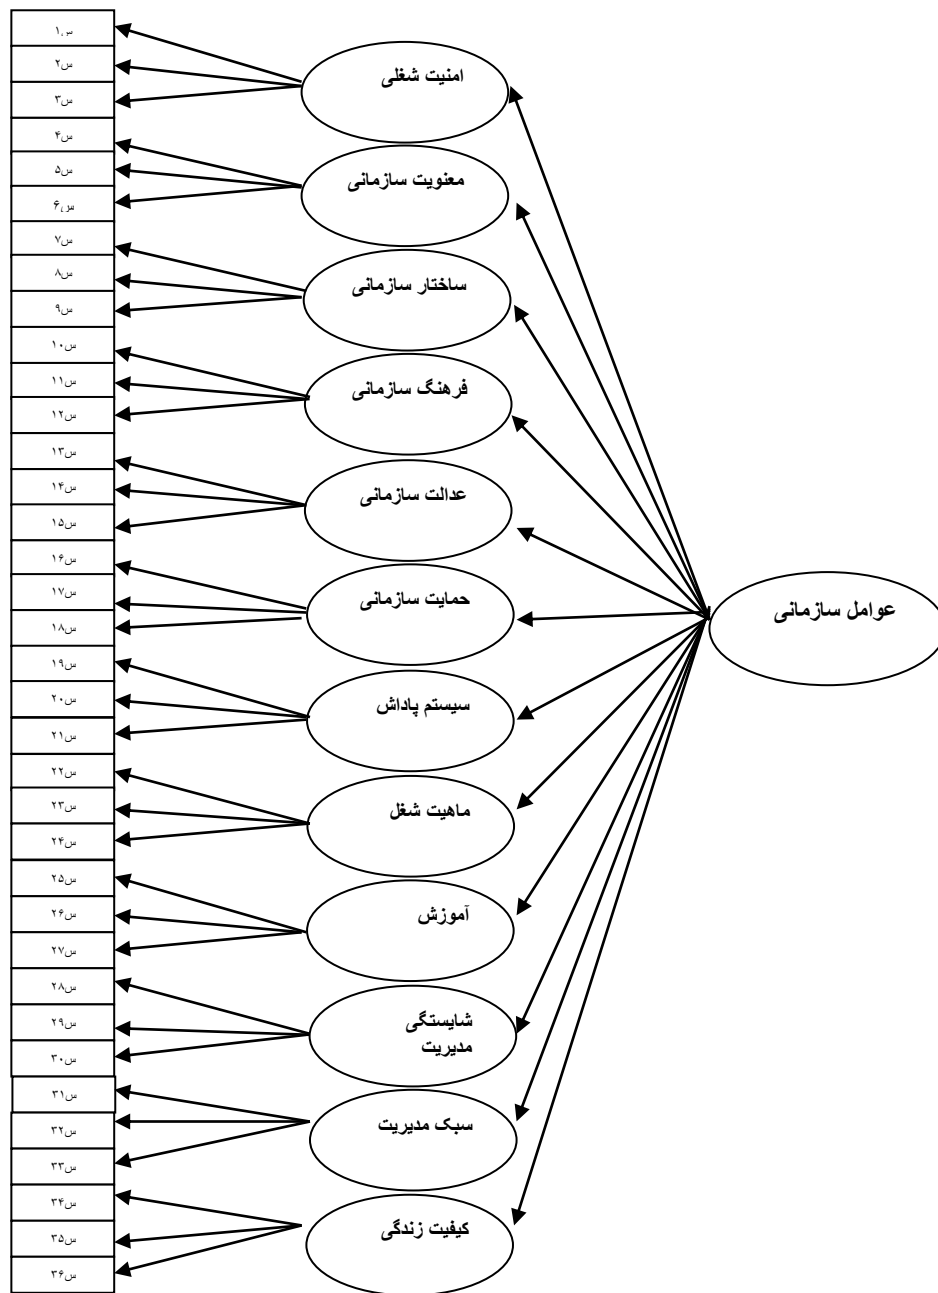 س۱
س۲
س۳
س۴
س۵
س۶
س۷
س۸
س۹
س۱۰
س۱۱
س۱۲
س۱۳
س۱۴
س۱۵
س۱۶
س۱۷
س۱۸
س۱۹
س۲۰
س۲۱
س۲۲
س۲۳
س۲۴
س۲۵
س۲۶
س۲۷
س۲۸
س۲۹
س۳۰
س۳۱
س۳۲
س۳۳
س۳۴
س۳۵
س۳۶
امنیت شغلی
معنویت سازمانی
ساختار سازمانی
فرهنگ سازمانی
عدالت سازمانی
حمایت سازمانی
سیستم پاداش
ماهیت شغل
آموزش
شایستگی
مدیریت
سبک مدیریت
کیفیت زندگی
عوامل سازمانی